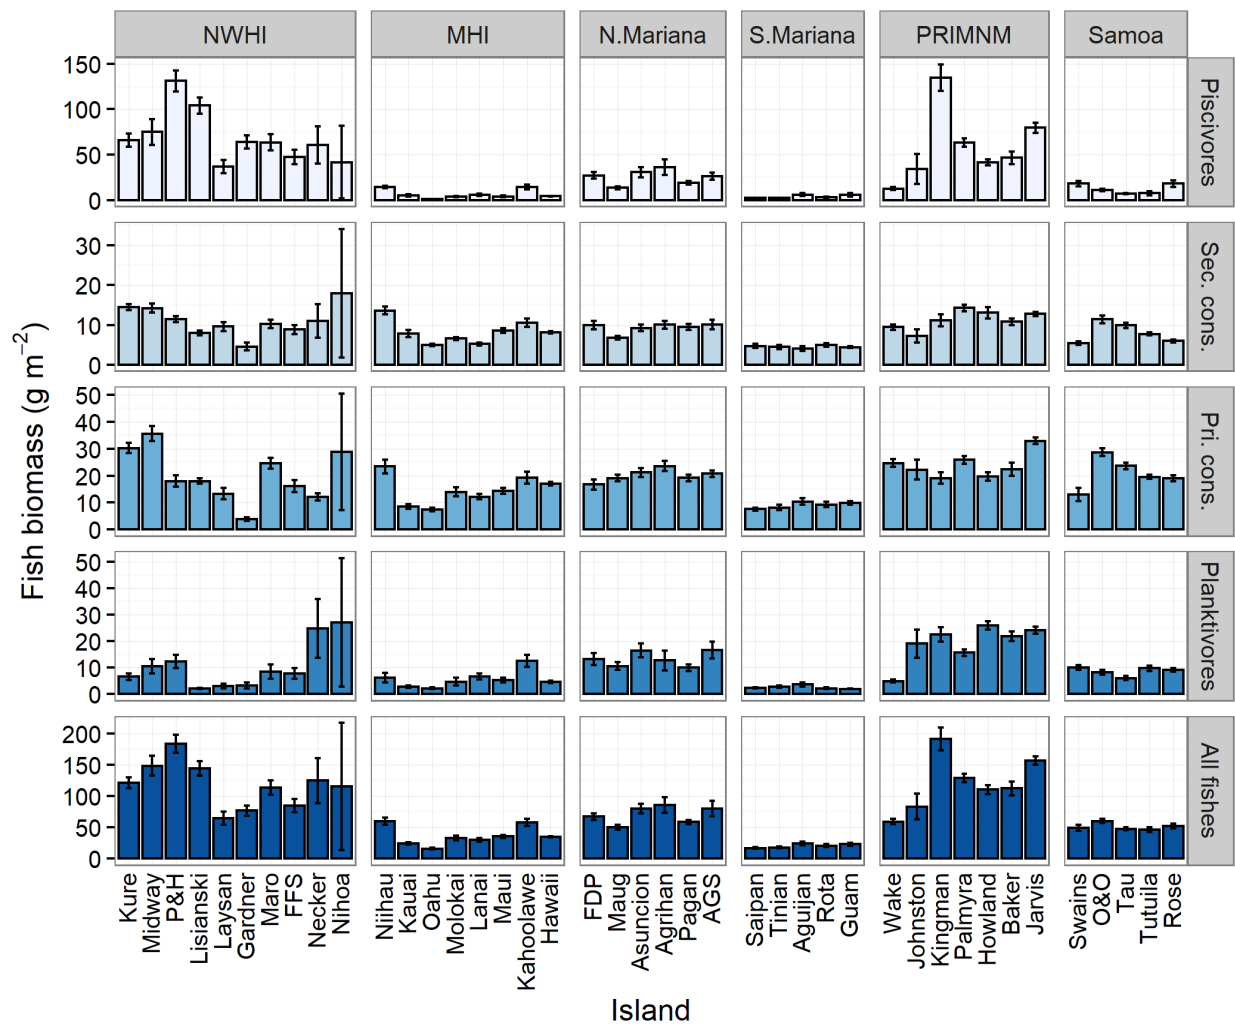 NWHI MHI N.Mariana S.Mariana PRIMNM Samoa
Fish biomass (g m⁻²)
150
100
50
0
Piscivores
30
20
10
0
Sec. cons.
50
40
30
20
10
0
Pri. cons.
50
40
30
20
10
0
Planktivores
200
150
100
50
0
All fishes
Kure
Midway
P&H
Lisianski
Laysan
Gardner
Maro
FFS
Necker
Nihoa
Niihau
Kauai
Oahu
Molokai
Lanai
Maui
Kahoolawe
Hawaii
FDP
Maug
Asuncion
Agrihan
Pagan
AGS
Saipan
Tinian
Aguijan
Rota
Guam
Wake
Johnston
Kingman
Palmyra
Howland
Baker
Jarvis
Swains
O&O
Tau
Tutuila
Rose
Island